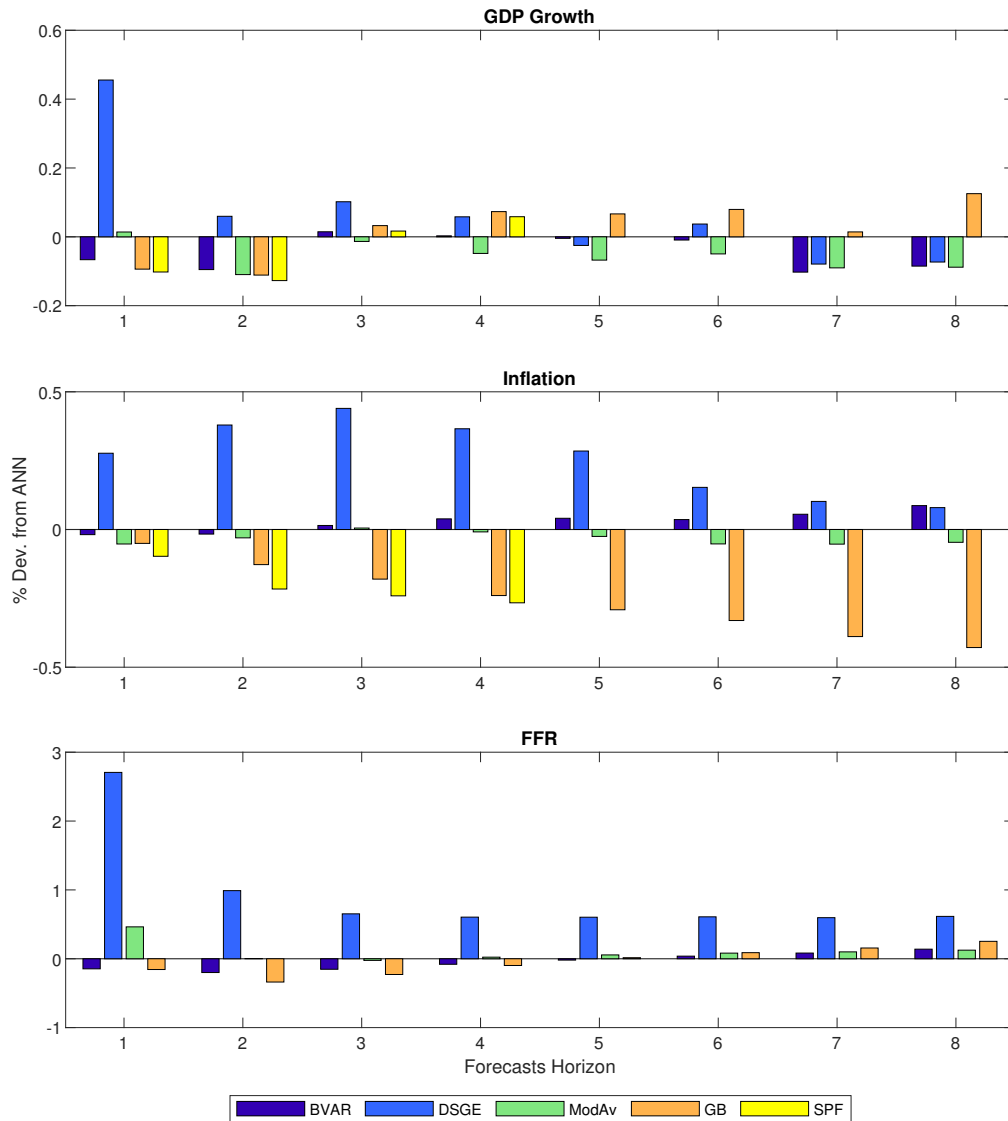 GDP Growth
0.6
0.4
0.2
0
-0.2
1 2 3 4 5 6 7 8
Inflation
0.5
0
-0.5
% Dev. from ANN
1 2 3 4 5 6 7 8
FFR
3
2
1
0
-1
1 2 3 4 5 6 7 8
Forecasts Horizon
BVAR DSGE ModAv GB SPF